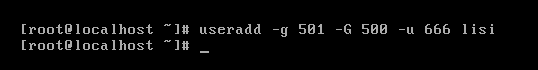 [root@localhost ~]# useradd -g 501 -G 500 -u 666 lisi
[root@localhost ~]# _